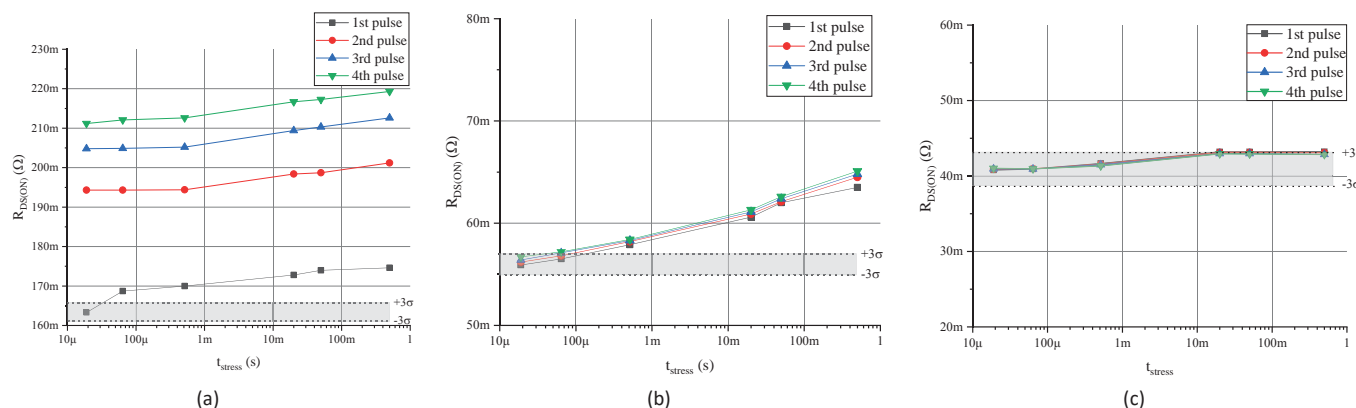 1st pulse
2nd pulse
3rd pulse
4th pulse
230m
220m
210m
200m
195m
190m
180m
170m
160m
R_DS(ON) (Ω)
+3σ
-3σ
10μ
100μ
1m
10m
100m
1
t_stress (s)
(a)
1st pulse
2nd pulse
3rd pulse
4th pulse
80m
70m
60m
50m
R_DS(ON) (Ω)
+3σ
-3σ
10μ
100μ
1m
10m
100m
1
t_stress (s)
(b)
1st pulse
2nd pulse
3rd pulse
4th pulse
60m
50m
40m
30m
20m
R_DS(ON) (Ω)
+3σ
-3σ
10μ
100μ
1m
10m
100m
1
t_stress
(c)